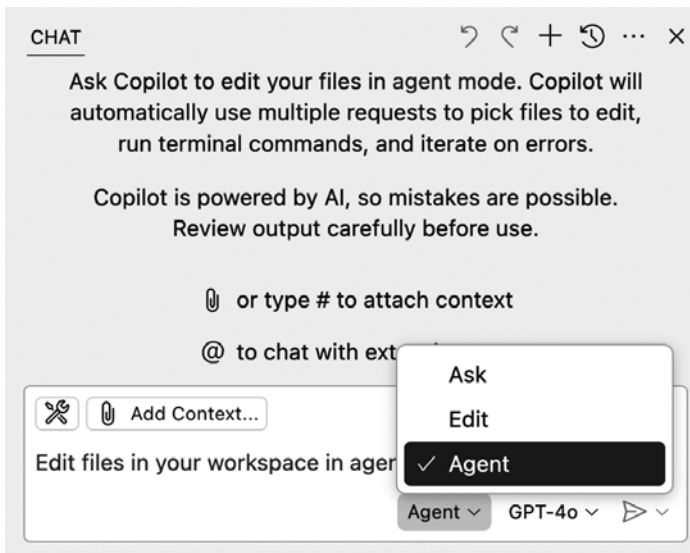 CHAT
Ask Copilot to edit your files in agent mode. Copilot will
automatically use multiple requests to pick files to edit,
run terminal commands, and iterate on errors.
Copilot is powered by AI, so mistakes are possible.
Review output carefully before use.
or type # to attach context
@ to chat with
Ask
Edit
Add Context...
Edit files in your workspace in
✓ Agent
Agent GPT-4o